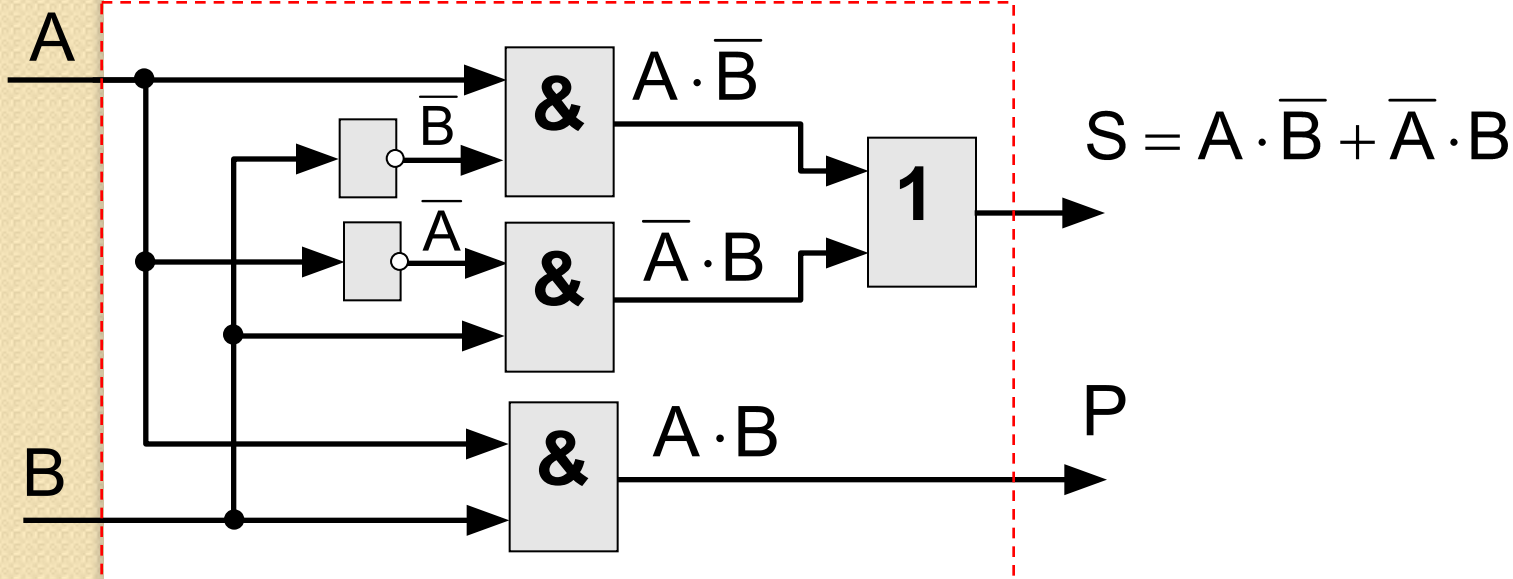 A
&
A · B̅
S = A · B̅ + A̅ · B
B̅
1
A̅
&
A̅ · B
P
&
A · B
B